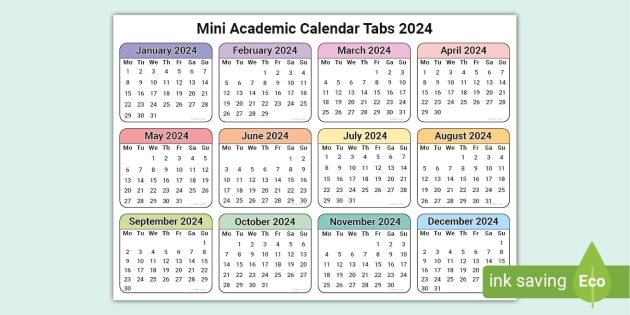 Mini Academic Calendar Tabs 2024
January 2024
Mo Tu We Th Fr Sa Su
1 2 3 4 5 6 7
8 9 10 11 12 13 14
15 16 17 18 19 20 21
22 23 24 25 26 27 28
29 30 31
February 2024
Mo Tu We Th Fr Sa Su
1 2 3 4
5 6 7 8 9 10 11
12 13 14 15 16 17 18
19 20 21 22 23 24 25
26 27 28 29
March 2024
Mo Tu We Th Fr Sa Su
1 2 3
4 5 6 7 8 9 10
11 12 13 14 15 16 17
18 19 20 21 22 23 24
25 26 27 28 29 30 31
April 2024
Mo Tu We Th Fr Sa Su
1 2 3 4 5 6 7
8 9 10 11 12 13 14
15 16 17 18 19 20 21
22 23 24 25 26 27 28
29 30
May 2024
Mo Tu We Th Fr Sa Su
1 2 3 4 5
6 7 8 9 10 11 12
13 14 15 16 17 18 19
20 21 22 23 24 25 26
27 28 29 30 31
June 2024
Mo Tu We Th Fr Sa Su
1 2
3 4 5 6 7 8 9
10 11 12 13 14 15 16
17 18 19 20 21 22 23
24 25 26 27 28 29 30
July 2024
Mo Tu We Th Fr Sa Su
1 2 3 4 5 6 7
8 9 10 11 12 13 14
15 16 17 18 19 20 21
22 23 24 25 26 27 28
29 30 31
August 2024
Mo Tu We Th Fr Sa Su
1 2 3 4
5 6 7 8 9 10 11
12 13 14 15 16 17 18
19 20 21 22 23 24 25
26 27 28 29 30 31
September 2024
Mo Tu We Th Fr Sa Su
1
2 3 4 5 6 7 8
9 10 11 12 13 14 15
16 17 18 19 20 21 22
23 24 25 26 27 28 29
30
October 2024
Mo Tu We Th Fr Sa Su
1 2 3 4 5 6
7 8 9 10 11 12 13
14 15 16 17 18 19 20
21 22 23 24 25 26 27
28 29 30 31
November 2024
Mo Tu We Th Fr Sa Su
1 2 3
4 5 6 7 8 9 10
11 12 13 14 15 16 17
18 19 20 21 22 23 24
25 26 27 28 29 30
December 2024
Mo Tu We Th Fr Sa Su
1
2 3 4 5 6 7 8
9 10 11 12 13 14 15
16 17 18 19 20
23 24 25 26 27
30 31
ink saving Eco